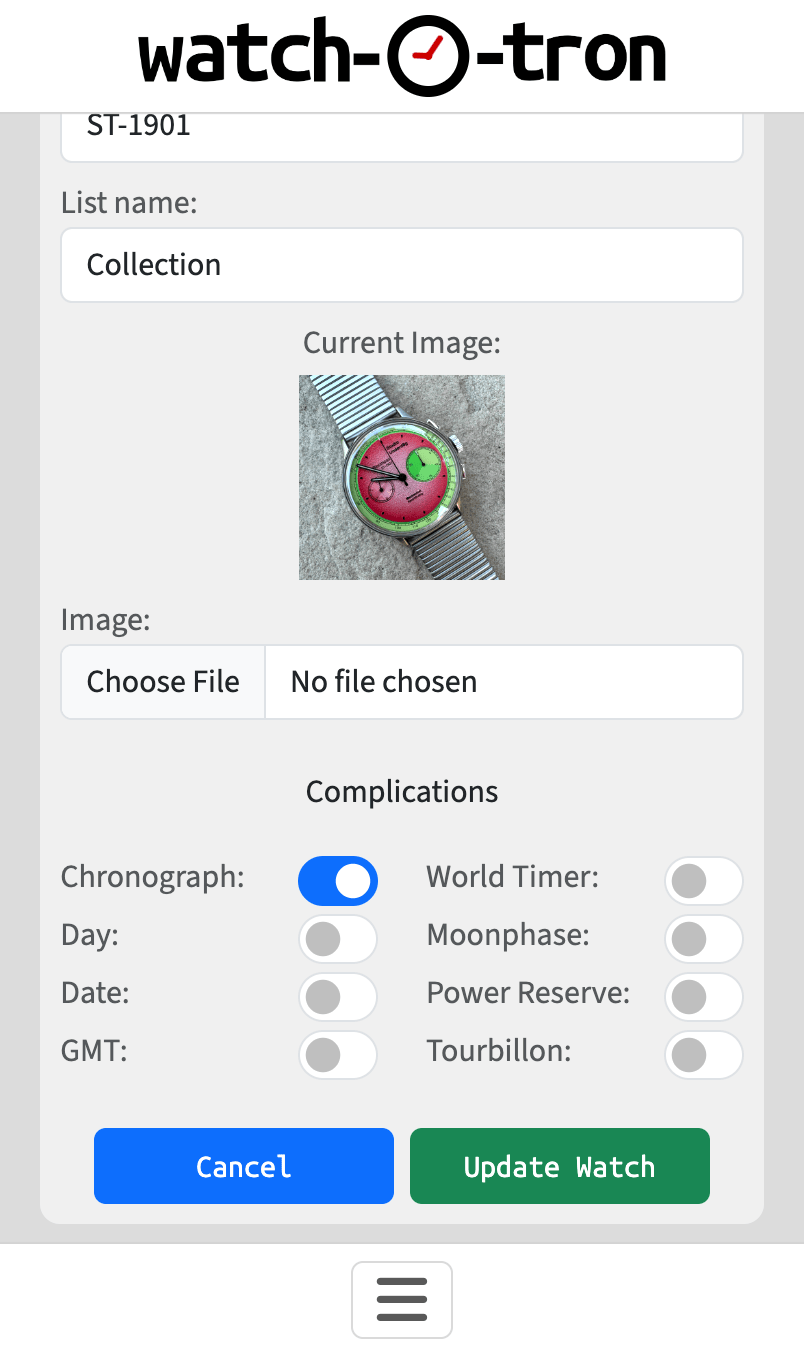 watch-O-tron
ST-1901
List name:
Collection
Current Image:
Image:
Choose File No file chosen
Complications
Chronograph: World Timer:
Day: Moonphase:
Date: Power Reserve:
GMT: Tourbillon:
Cancel Update Watch